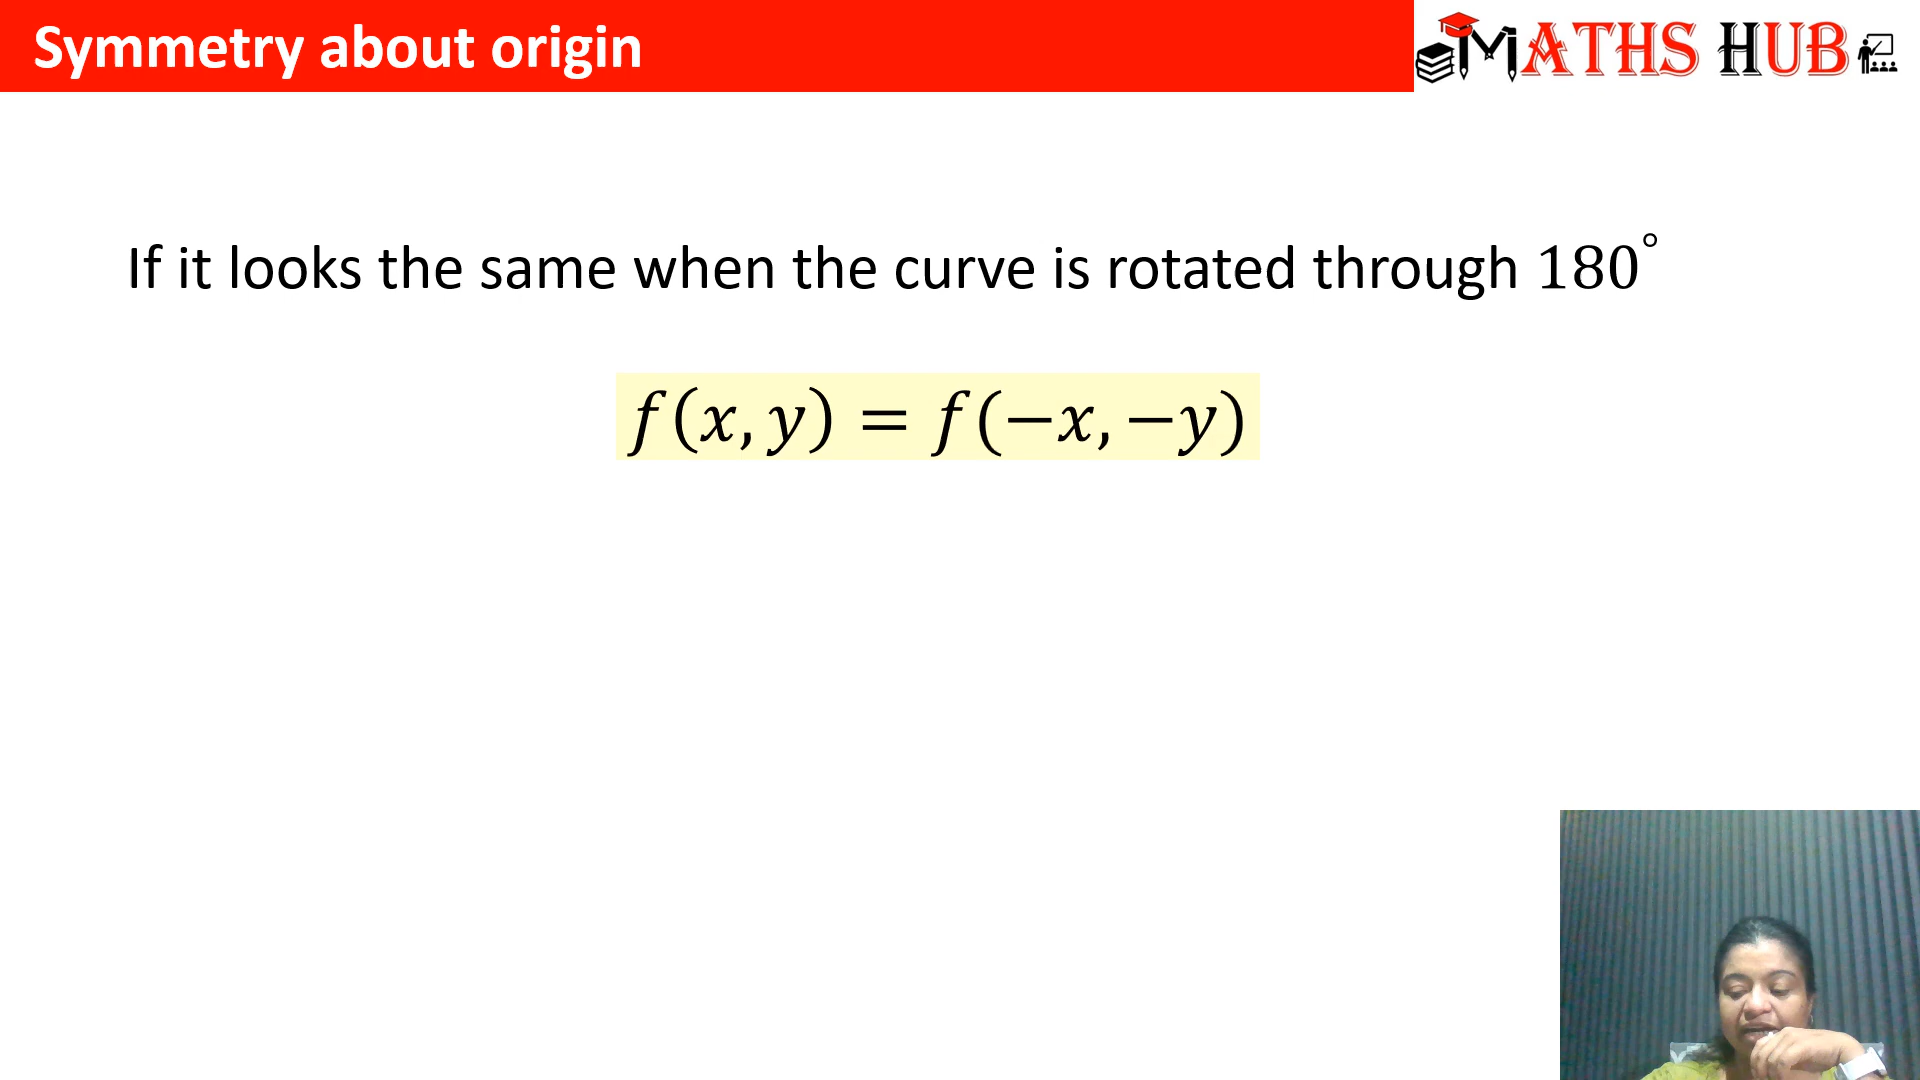 Symmetry about origin
MATHS HUB
If it looks the same when the curve is rotated through 180°
f(x, y) = f(−x, −y)